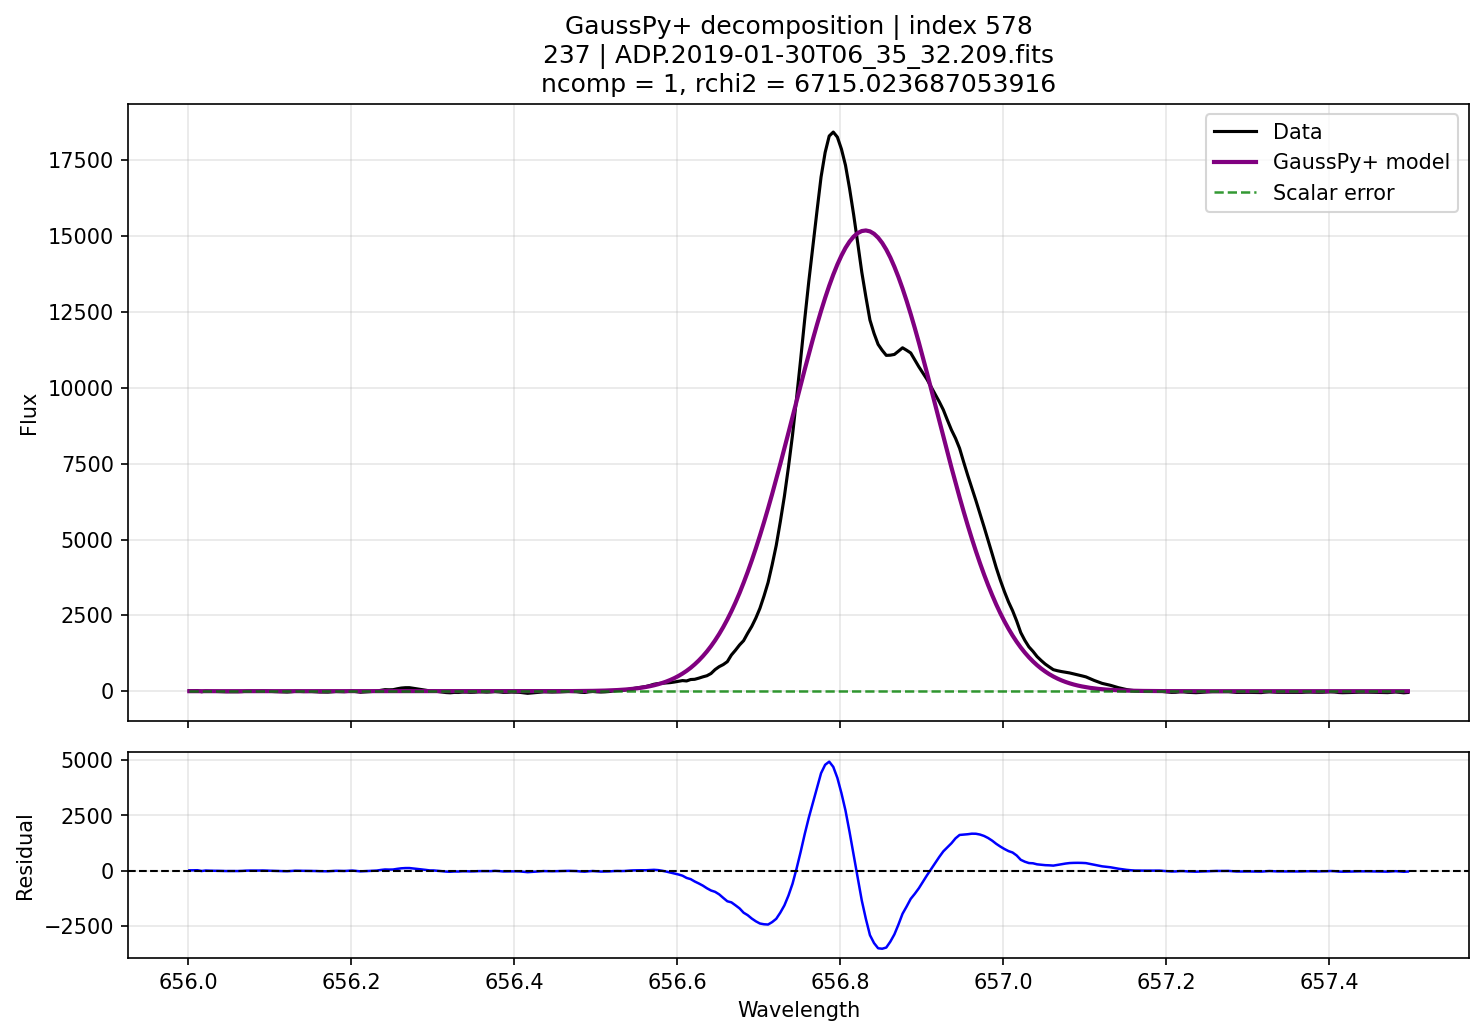 GaussPy+ decomposition | index 578
237 | ADP.2019-01-30T06_35_32.209.fits
ncomp = 1, rchi2 = 6715.023687053916
Data
GaussPy+ model
Scalar error
Flux
17500
15000
12500
10000
7500
5000
2500
0
Residual
5000
2500
0
−2500
656.0 656.2 656.4 656.6 656.8 657.0 657.2 657.4
Wavelength